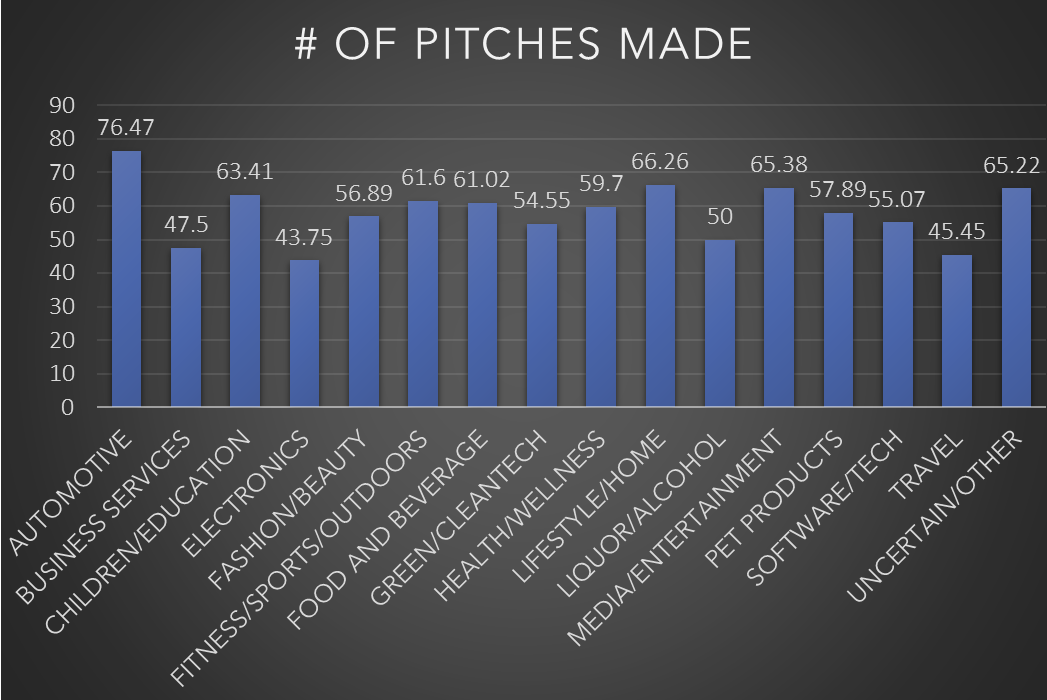 # OF PITCHES MADE
90
80
70
60
50
40
30
20
10
0
76.47
47.5
63.41
43.75
56.89
61.6
61.02
54.55
59.7
66.26
50
65.38
57.89
55.07
45.45
65.22
AUTOMOTIVE
BUSINESS SERVICES
CHILDREN/EDUCATION
ELECTRONICS
FASHION/BEAUTY
FITNESS/SPORTS/OUTDOORS
FOOD AND BEVERAGE
GREEN/CLEANTECH
HEALTH/WELLNESS
LIFESTYLE/HOME
LIQUOR/ALCOHOL
MEDIA/ENTERTAINMENT
PET PRODUCTS
SOFTWARE/TECH
TRAVEL
UNCERTAIN/OTHER